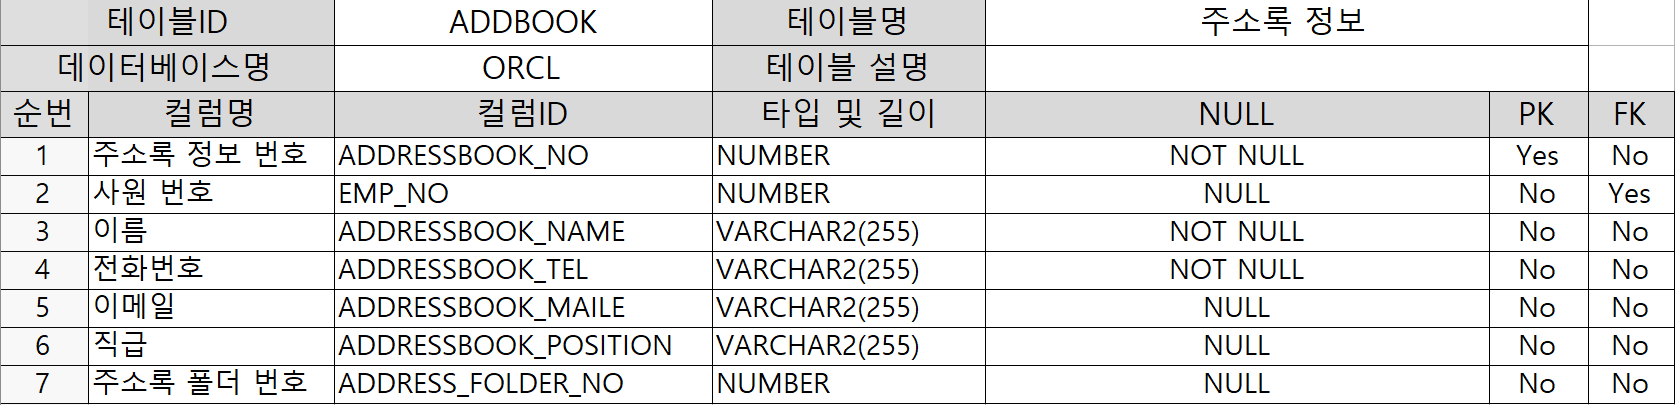 테이블ID ADDBOOK 테이블명 주소록 정보
데이터베이스명 ORCL 테이블 설명
순번 컬럼명 컬럼ID 타입 및 길이 NULL PK FK
1 주소록 정보 번호 ADDRESSBOOK_NO NUMBER NOT NULL Yes No
2 사원 번호 EMP_NO NUMBER NULL No Yes
3 이름 ADDRESSBOOK_NAME VARCHAR2(255) NOT NULL No No
4 전화번호 ADDRESSBOOK_TEL VARCHAR2(255) NOT NULL No No
5 이메일 ADDRESSBOOK_MAILE VARCHAR2(255) NULL No No
6 직급 ADDRESSBOOK_POSITION VARCHAR2(255) NULL No No
7 주소록 폴더 번호 ADDRESS_FOLDER_NO NUMBER NULL No No